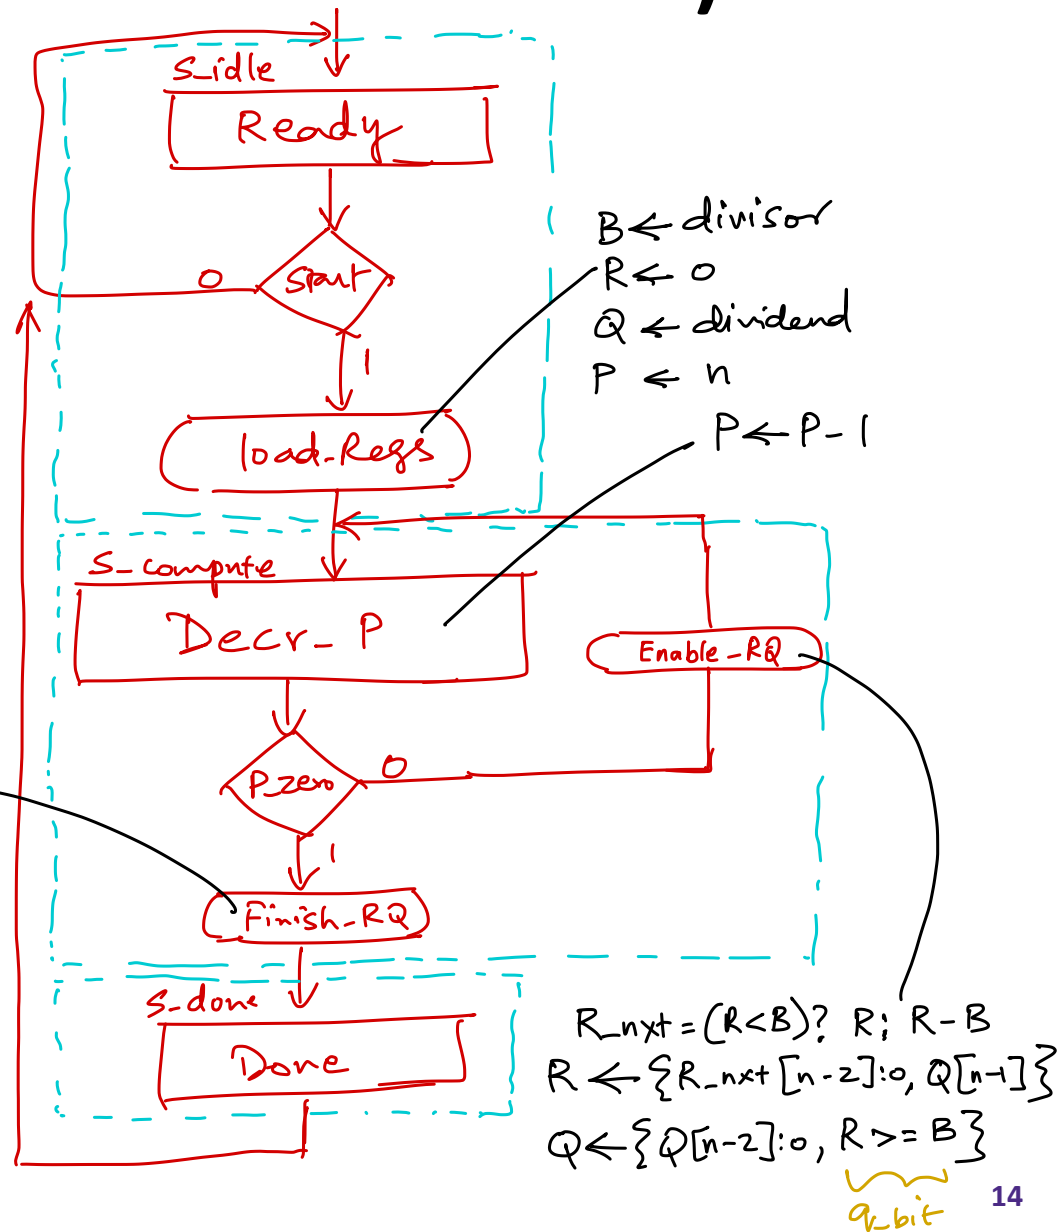 S_idle
Ready
Start
0
1
B ← divisor
R ← 0
Q ← dividend
P ← n
load_Regs
P ← P - 1
S_compute
Decr_P
Enable_RQ
P_zero
0
1
Finish_RQ
S_done
Done
R_nxt = (R<B)? R: R-B
R ← {R_nxt[n-2]:0, Q[n-1]}
Q ← {Q[n-2]:0, R >= B}
q_bit
14